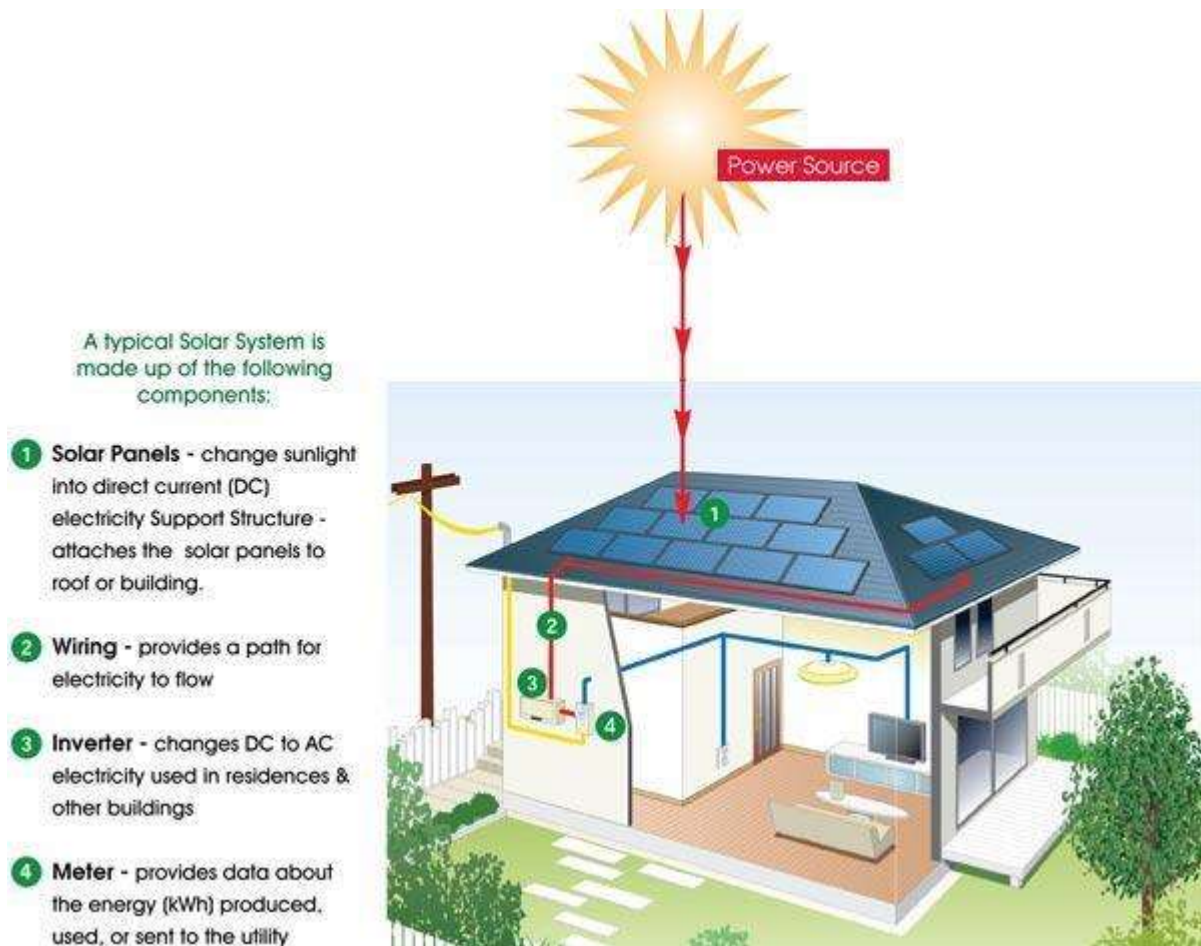 Power Source
A typical Solar System is
made up of the following
components:
1 Solar Panels - change sunlight
into direct current (DC)
electricity Support Structure -
attaches the solar panels to
roof or building.
2 Wiring - provides a path for
electricity to flow
3 Inverter - changes DC to AC
electricity used in residences &
other buildings
4 Meter - provides data about
the energy (kWh) produced,
used, or sent to the utility
1
2
3
4